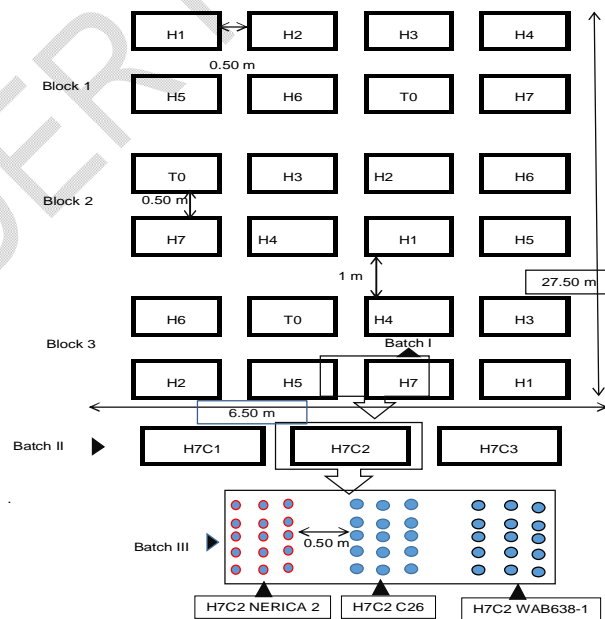 H1 H2 H3 H4
0.50 m
Block 1
H5 H6 T0 H7
T0 H3 H2 H6
Block 2
0.50 m
H7 H4 H1 H5
1 m
27.50 m
H6 T0 H4 H3
Block 3
Batch I
H2 H5 H7 H1
6.50 m
Batch II
H7C1 H7C2 H7C3
Batch III
0.50 m
H7C2 NERICA 2 H7C2 C26 H7C2 WAB638-1